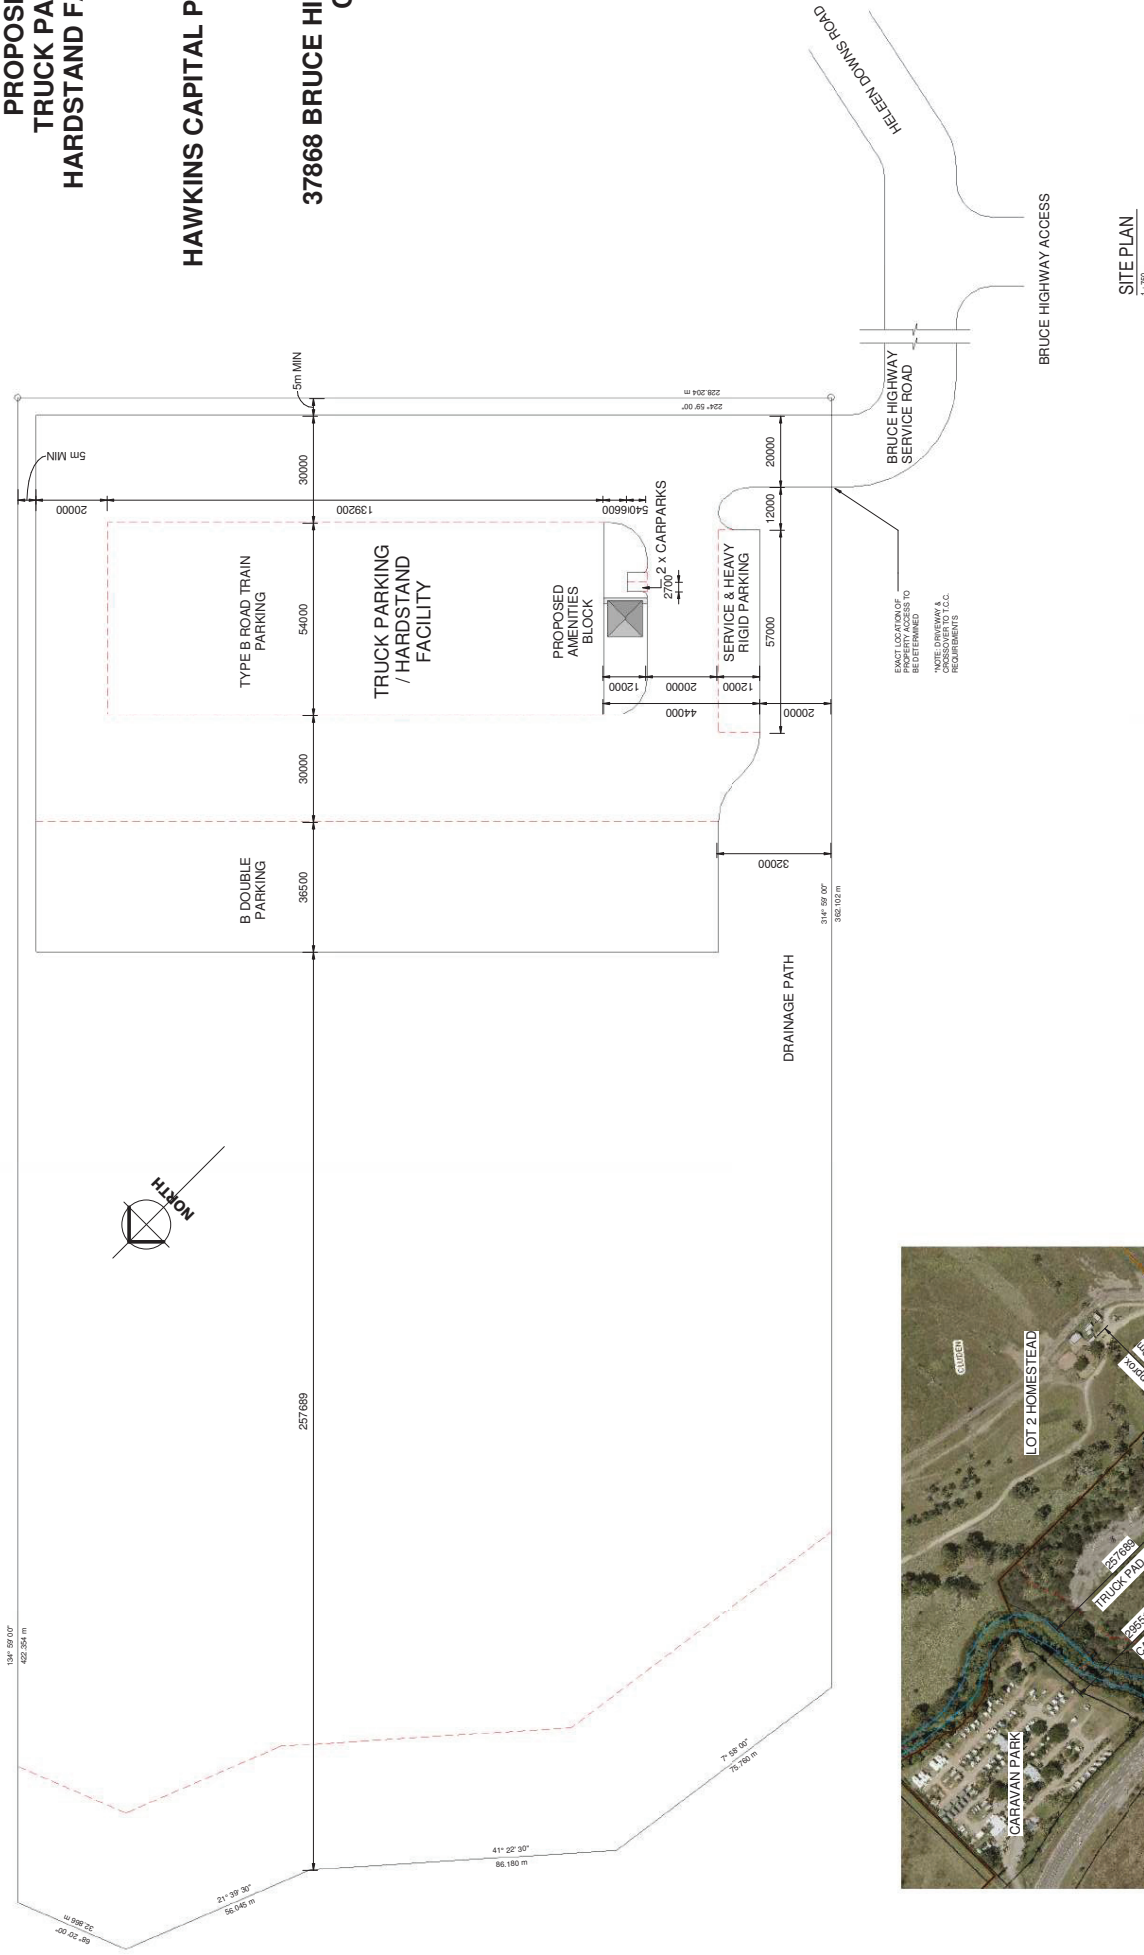 PROPOSE
TRUCK PA
HARDSTAND FA
HAWKINS CAPITAL P
37868 BRUCE HI
HELEEN DOWNS ROAD
BRUCE HIGHWAY ACCESS
SITE PLAN
1 : 750
BRUCE HIGHWAY
SERVICE ROAD
5m MIN
228.204 m
224° 59' 00"
5m MIN
20000
139200
30000
54000
30000
36500
257689
TYPE B ROAD TRAIN
PARKING
TRUCK PARKING
/ HARDSTAND
FACILITY
PROPOSED
AMENITIES
BLOCK
5400
6600
2 x CARPARKS
2700
SERVICE & HEAVY
RIGID PARKING
20000
12000
57000
12000
20000
12000
44000
20000
32000
B DOUBLE
PARKING
EXACT LOCATION OF
PROPERTY ACCESS TO
BE DETERMINED
*NOTE: DRIVEWAY &
CROSSOVER TO T.C.C.
REQUIREMENTS
314° 59' 00"
362.102 m
DRAINAGE PATH
NORTH
134° 59' 00"
422.354 m
68° 20' 00"
32.866 m
21° 39' 30"
56.045 m
41° 22' 30"
86.180 m
7° 58' 00"
75.760 m
CLUDEN
LOT 2 HOMESTEAD
257689
TRUCK PAD
CARAVAN PARK